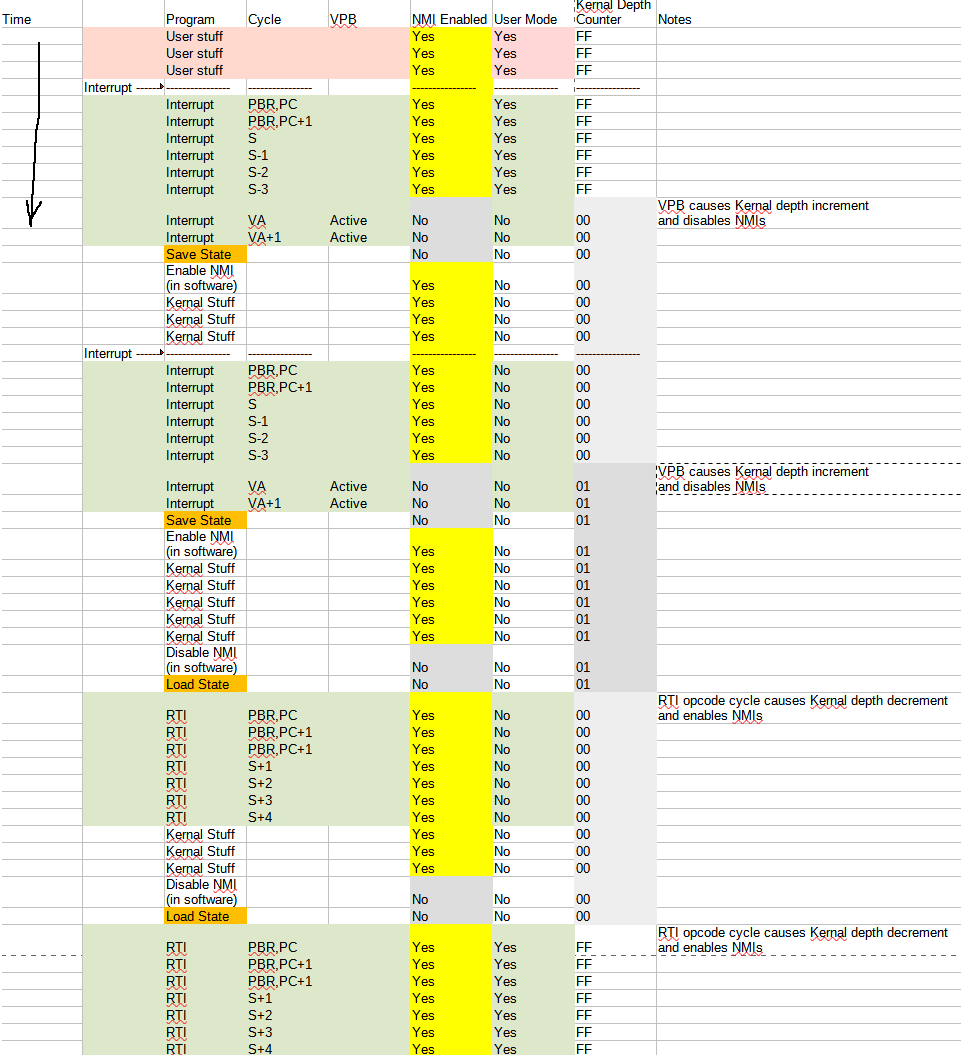 Kernal Depth
Time Program Cycle VPB NMI Enabled User Mode Counter Notes
User stuff Yes Yes FF
User stuff Yes Yes FF
User stuff Yes Yes FF
Interrupt ------ ---------------- ---------------- ---------------- ---------------- ----------------
Interrupt PBR,PC Yes Yes FF
Interrupt PBR,PC+1 Yes Yes FF
Interrupt S Yes Yes FF
Interrupt S-1 Yes Yes FF
Interrupt S-2 Yes Yes FF
Interrupt S-3 Yes Yes FF
VPB causes Kernal depth increment
Interrupt VA Active No No 00 and disables NMIs
Interrupt VA+1 Active No No 00
Save State No No 00
Enable NMI
(in software) Yes No 00
Kernal Stuff Yes No 00
Kernal Stuff Yes No 00
Kernal Stuff Yes No 00
Interrupt ------ ---------------- ---------------- ---------------- ---------------- ----------------
Interrupt PBR,PC Yes No 00
Interrupt PBR,PC+1 Yes No 00
Interrupt S Yes No 00
Interrupt S-1 Yes No 00
Interrupt S-2 Yes No 00
Interrupt S-3 Yes No 00
VPB causes Kernal depth increment
Interrupt VA Active No No 01 and disables NMIs
Interrupt VA+1 Active No No 01
Save State No No 01
Enable NMI
(in software) Yes No 01
Kernal Stuff Yes No 01
Kernal Stuff Yes No 01
Kernal Stuff Yes No 01
Kernal Stuff Yes No 01
Kernal Stuff Yes No 01
Disable NMI
(in software) No No 01
Load State No No 01
RTI opcode cycle causes Kernal depth decrement
RTI PBR,PC Yes No 00 and enables NMIs
RTI PBR,PC+1 Yes No 00
RTI PBR,PC+1 Yes No 00
RTI S+1 Yes No 00
RTI S+2 Yes No 00
RTI S+3 Yes No 00
RTI S+4 Yes No 00
Kernal Stuff Yes No 00
Kernal Stuff Yes No 00
Kernal Stuff Yes No 00
Disable NMI
(in software) No No 00
Load State No No 00
RTI opcode cycle causes Kernal depth decrement
RTI PBR,PC Yes Yes FF and enables NMIs
RTI PBR,PC+1 Yes Yes FF
RTI PBR,PC+1 Yes Yes FF
RTI S+1 Yes Yes FF
RTI S+2 Yes Yes FF
RTI S+3 Yes Yes FF
RTI S+4 Yes Yes FF